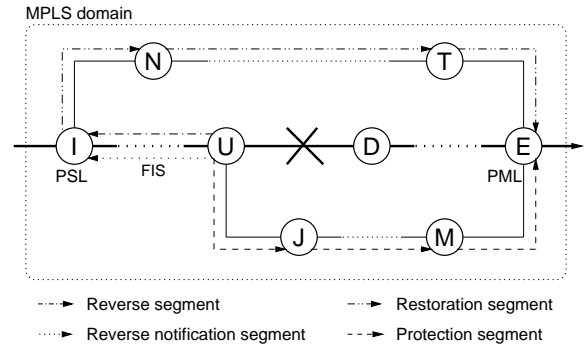 MPLS domain
N
T
I
U
D
E
PSL
FIS
PML
J
M
Reverse segment
Restoration segment
Reverse notification segment
Protection segment